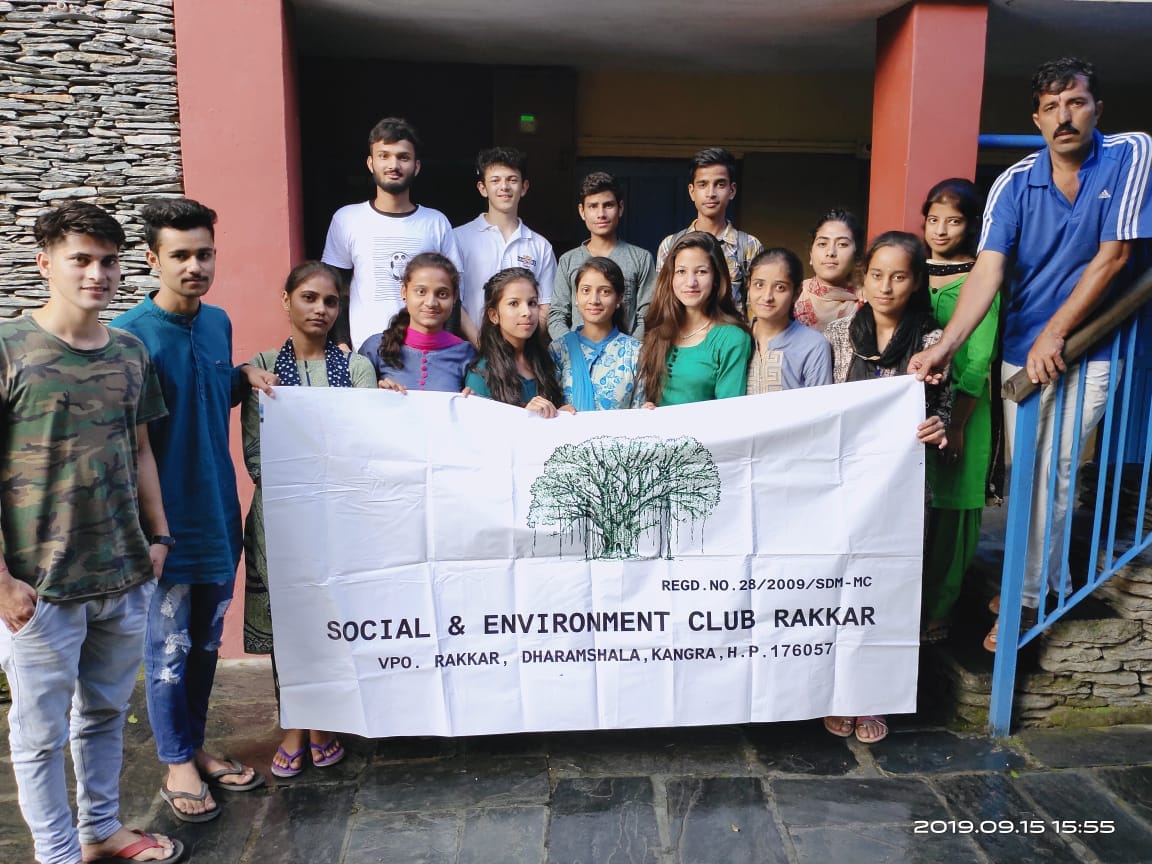 REGD.NO.28/2009/SDM-MC
SOCIAL & ENVIRONMENT CLUB RAKKAR
VPO. RAKKAR, DHARAMSHALA,KANGRA,H.P.176057
2019.09.15 15:55